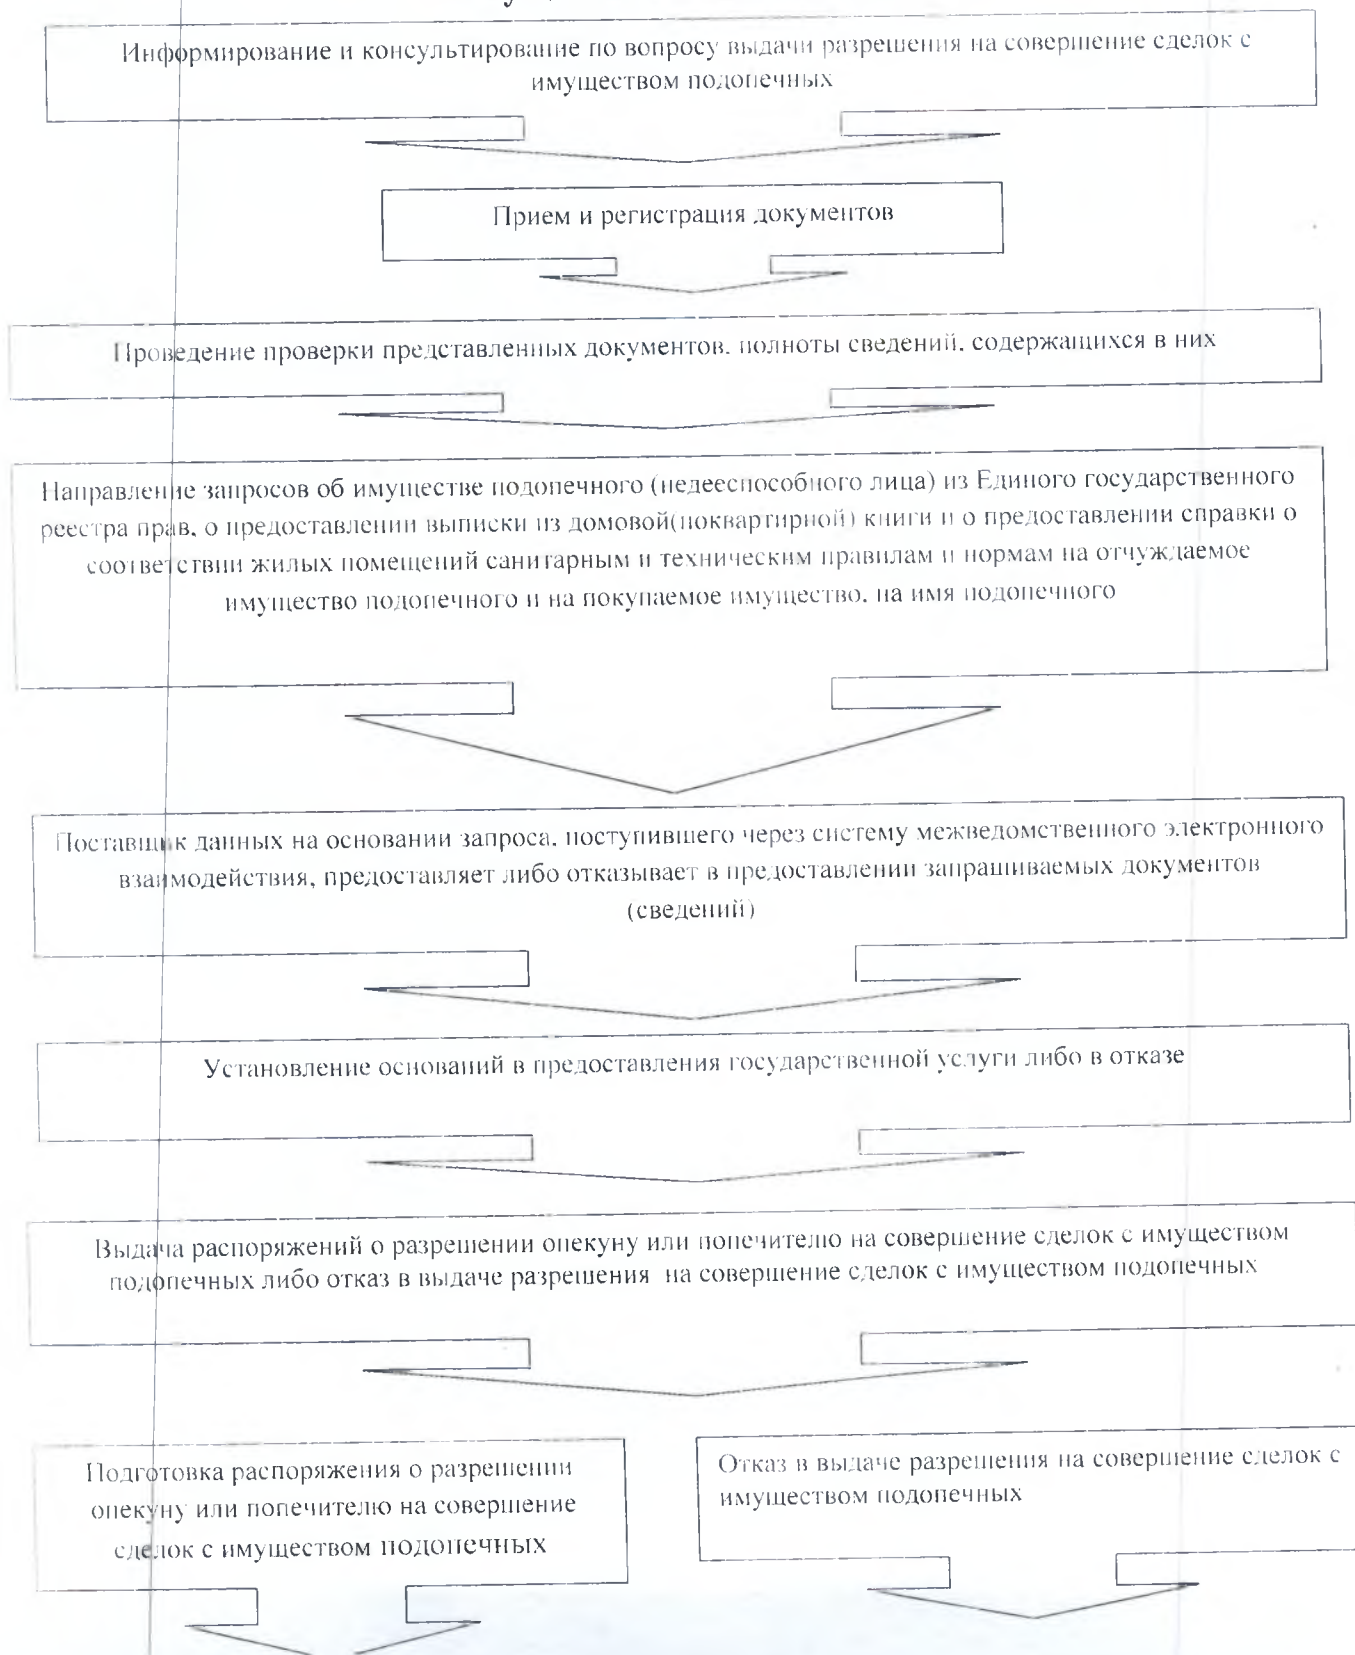 Информирование и консультирование по вопросу выдачи разрешения на совершение сделок с
имуществом подопечных
Прием и регистрация документов
Проведение проверки представленных документов, полноты сведений, содержащихся в них
Направление запросов об имуществе подопечного (недееспособного лица) из Единого государственного
реестра прав, о предоставлении выписки из домовой(поквартирной) книги и о предоставлении справки о
соответствии жилых помещений санитарным и техническим правилам и нормам на отчуждаемое
имущество подопечного и на покупаемое имущество, на имя подопечного
Поставщик данных на основании запроса, поступившего через систему межведомственного электронного
взаимодействия, предоставляет либо отказывает в предоставлении запрашиваемых документов
(сведений)
Установление оснований в предоставления государственной услуги либо в отказе
Выдача распоряжений о разрешении опекуну или попечителю на совершение сделок с имуществом
подопечных либо отказ в выдаче разрешения на совершение сделок с имуществом подопечных
Подготовка распоряжения о разрешении
опекуну или попечителю на совершение
сделок с имуществом подопечных
Отказ в выдаче разрешения на совершение сделок с
имуществом подопечных